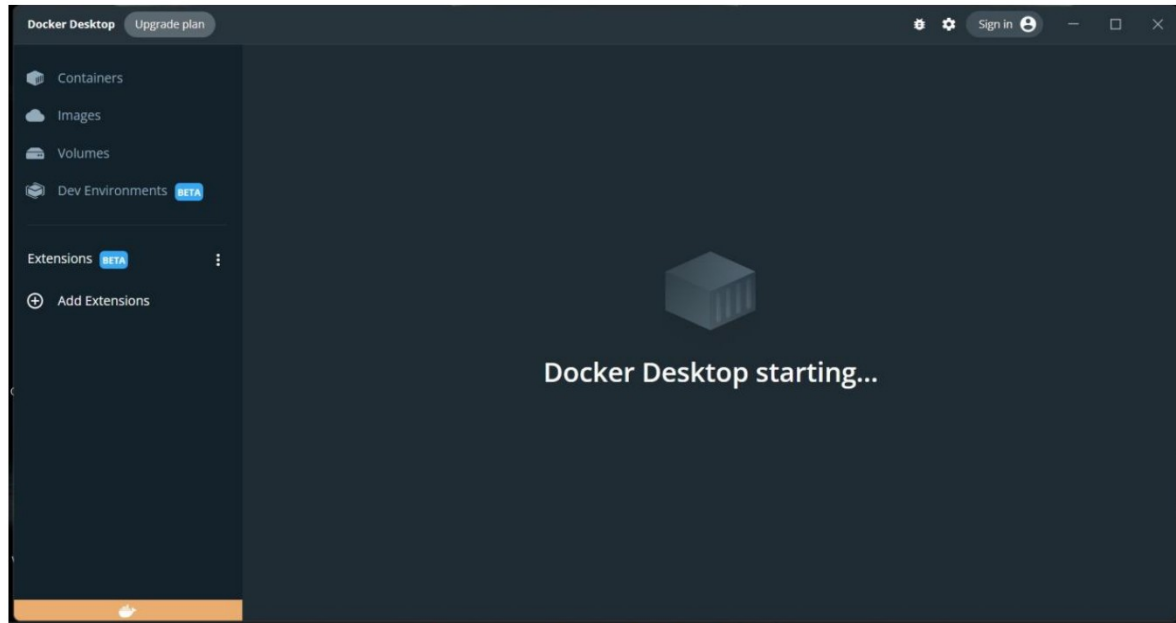 Docker Desktop Upgrade plan Sign in
Containers
Images
Volumes
Dev Environments BETA
Extensions BETA
Add Extensions
Docker Desktop starting...